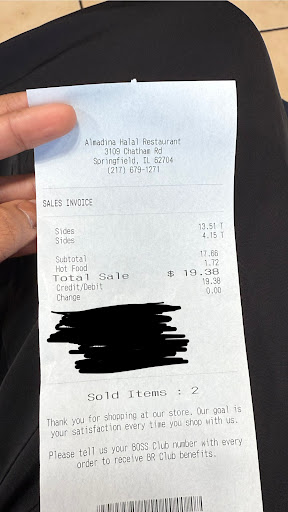 Almadina Halal Restaurant
3109 Chatham Rd
Springfield, IL 62704
(217) 679-1271
SALES INVOICE
Sides 13.51 T
Sides 4.15 T
Subtotal 17.66
Hot Food 1.72
Total Sale $ 19.38
Credit/Debit 19.38
Change 0.00
Sold Items : 2
Thank you for shopping at our store. Our goal is
your satisfaction every time you shop with us.
Please tell us your BOSS Club number with every
order to receive BR Club benefits.